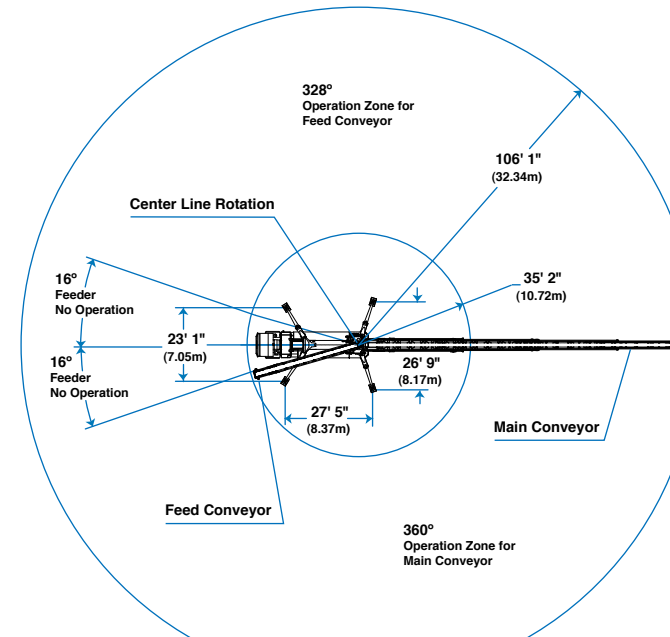 328º
Operation Zone for
Feed Conveyor
106' 1"
(32.34m)
Center Line Rotation
35' 2"
(10.72m)
16º
Feeder
No Operation
23' 1"
(7.05m)
16º
Feeder
No Operation
26' 9"
(8.17m)
27' 5"
(8.37m)
Main Conveyor
Feed Conveyor
360º
Operation Zone for
Main Conveyor